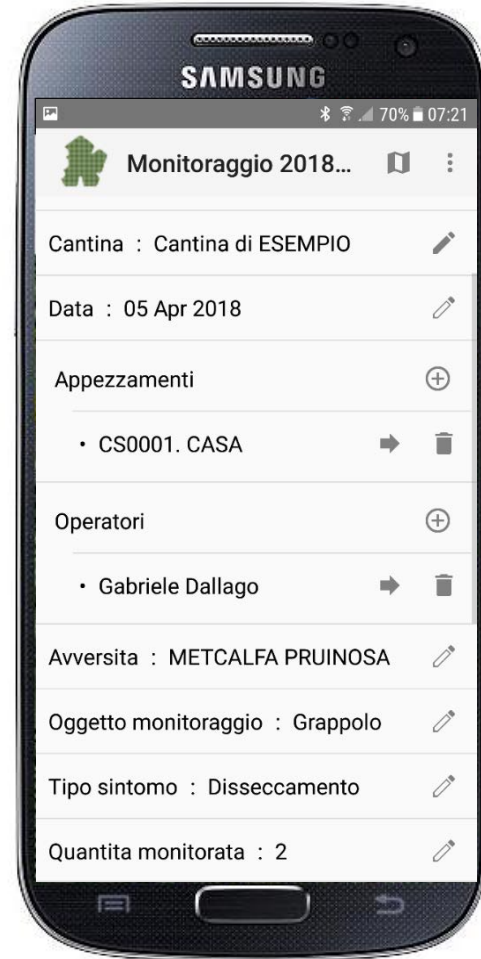 SAMSUNG
70% 07:21
Monitoraggio 2018...
Cantina : Cantina di ESEMPIO
Data : 05 Apr 2018
Appezzamenti
• CS0001. CASA
Operatori
• Gabriele Dallago
Avversita : METCALFA PRUINOSA
Oggetto monitoraggio : Grappolo
Tipo sintomo : Disseccamento
Quantita monitorata : 2